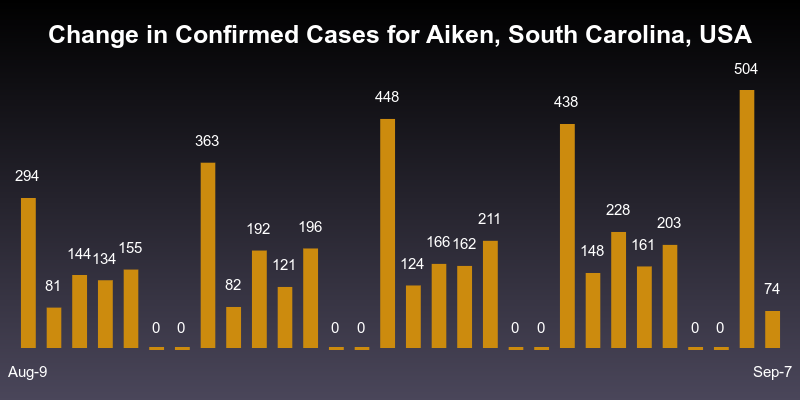 Change in Confirmed Cases for Aiken, South Carolina, USA
294 81 144 134 155 0 0 363 82 192 121 196 0 0 448 124 166 162 211 0 0 438 148 228 161 203 0 0 504 74
Aug-9 Sep-7